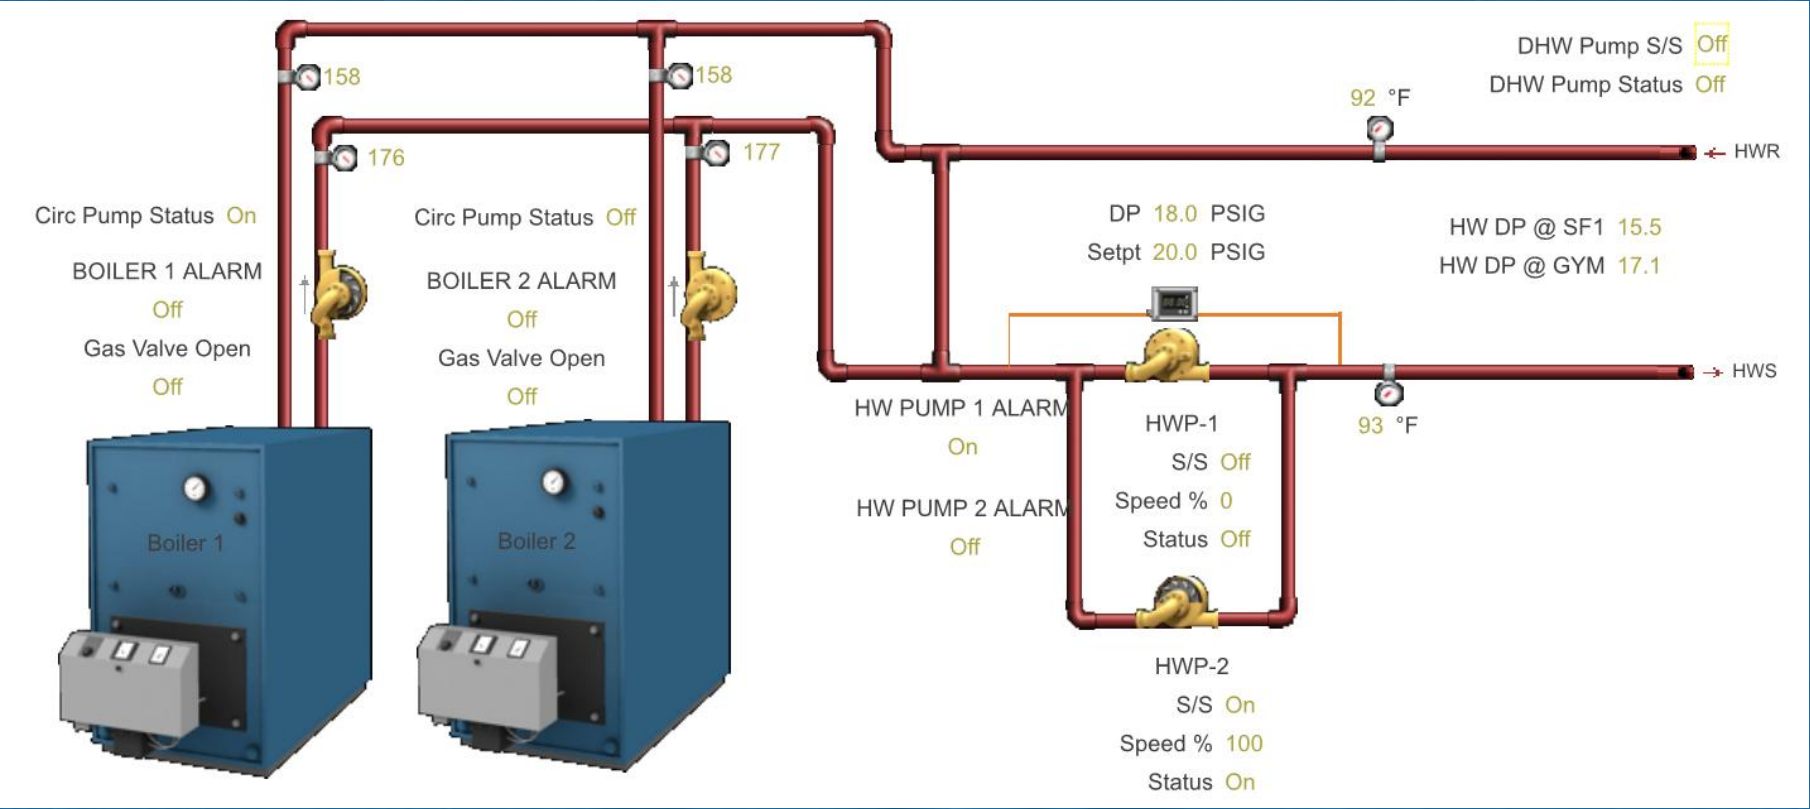 DHW Pump S/S Off
DHW Pump Status Off
158
158
92 °F
176
177
HWR
Circ Pump Status On
Circ Pump Status Off
DP 18.0 PSIG
Setpt 20.0 PSIG
HW DP @ SF1 15.5
HW DP @ GYM 17.1
BOILER 1 ALARM
Off
Gas Valve Open
Off
BOILER 2 ALARM
Off
Gas Valve Open
Off
HWS
93 °F
HW PUMP 1 ALARM
On
HW PUMP 2 ALARM
Off
HWP-1
S/S Off
Speed % 0
Status Off
Boiler 1
Boiler 2
HWP-2
S/S On
Speed % 100
Status On